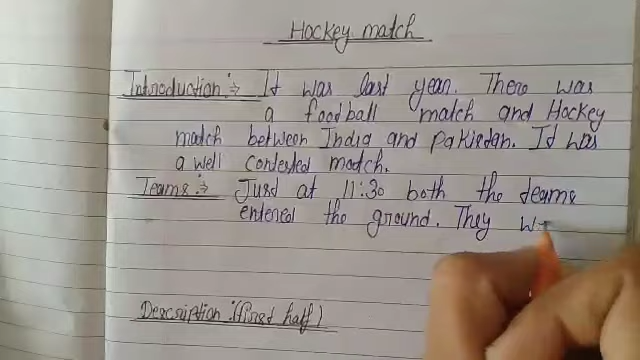 Hockey match
Introduction :→ It was last year. There was
a football match and Hockey
match between India and Pakistan. It was
a well contested match.
Teams :→ Just at 11:30 both the teams
entered the ground. They w
Description :(first half)